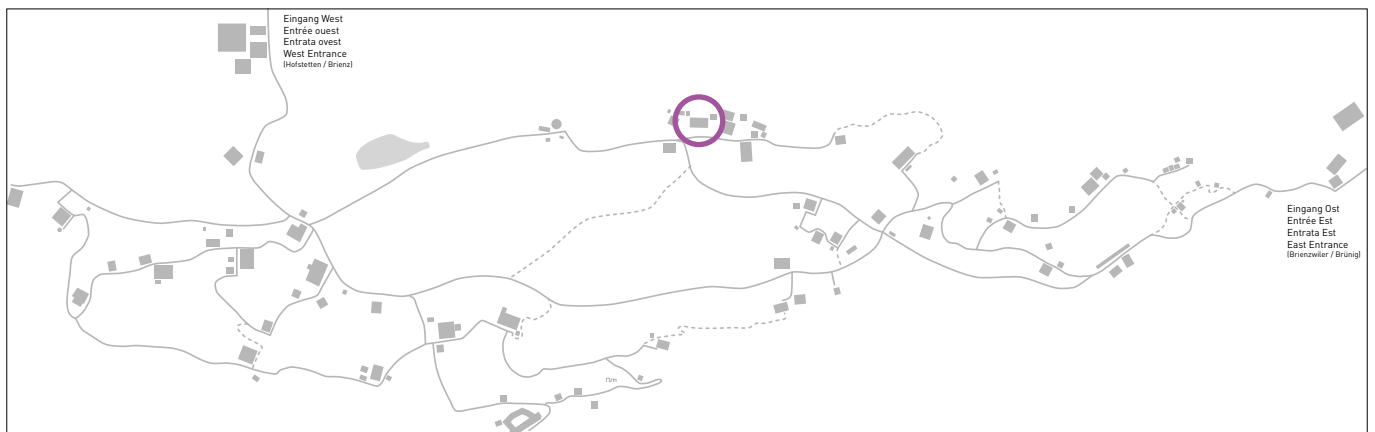 Eingang West
Entrée ouest
Entrata ovest
West Entrance
(Hofstetten / Brienz)
Eingang Ost
Entrée Est
Entrata Est
East Entrance
(Brienzwiler / Brünig)